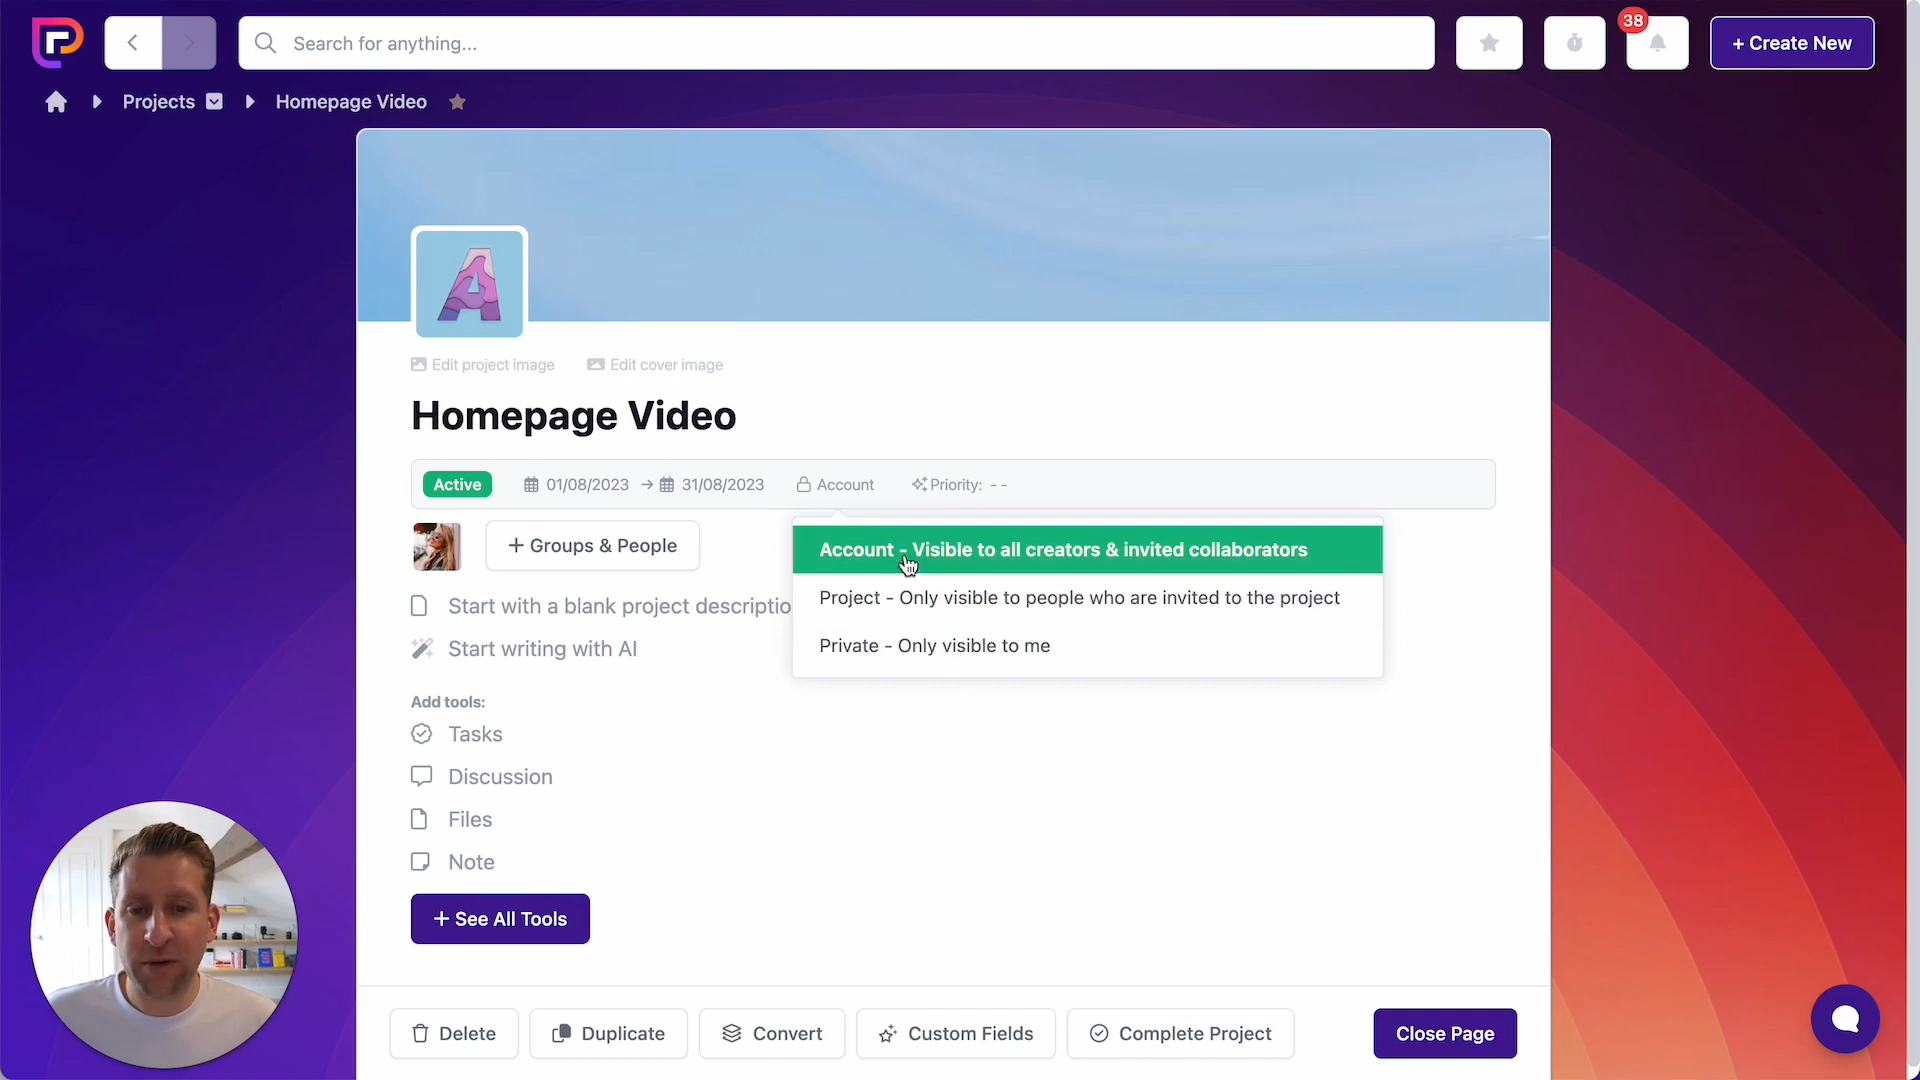 Search for anything...
38
+ Create New
Projects
Homepage Video
A
Edit project image
Edit cover image
Homepage Video
Active
01/08/2023 → 31/08/2023
Account
Priority: - -
+ Groups & People
Account - Visible to all creators & invited collaborators
Project - Only visible to people who are invited to the project
Private - Only visible to me
Start with a blank project descriptio
Start writing with AI
Add tools:
Tasks
Discussion
Files
Note
+ See All Tools
Delete
Duplicate
Convert
Custom Fields
Complete Project
Close Page